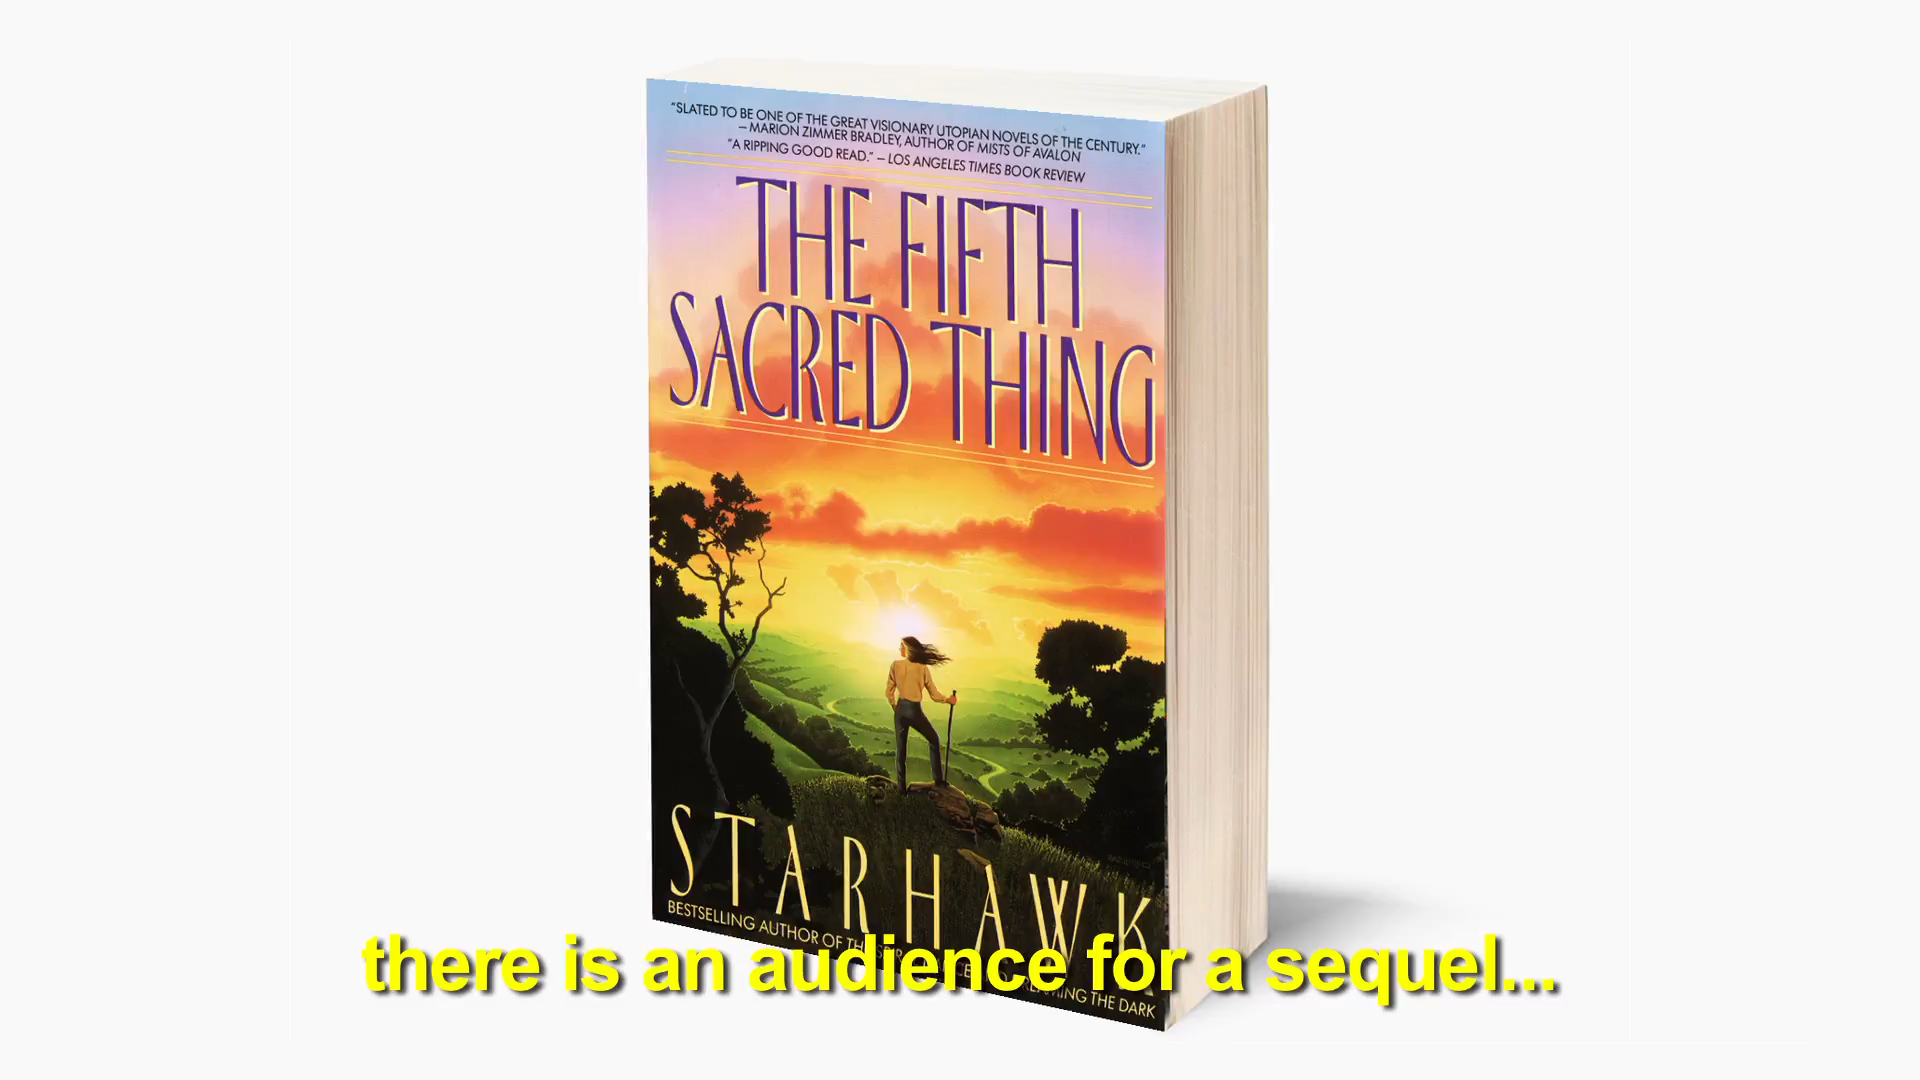 "SLATED TO BE ONE OF THE GREAT VISIONARY UTOPIAN NOVELS OF THE CENTURY."
– MARION ZIMMER BRADLEY, AUTHOR OF MISTS OF AVALON
"A RIPPING GOOD READ." – LOS ANGELES TIMES BOOK REVIEW
THE FIFTH
SACRED THING
STARHAWK
BESTSELLING AUTHOR OF THE DREAMING THE DARK
there is an audience for a sequel...